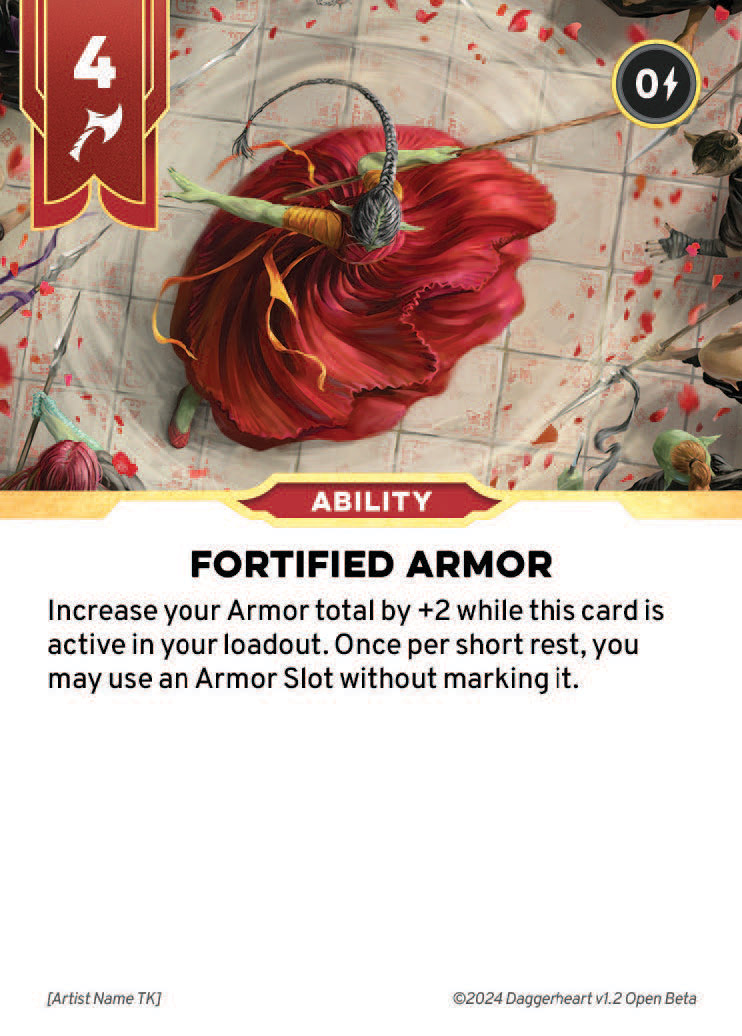 4
0
ABILITY
FORTIFIED ARMOR
Increase your Armor total by +2 while this card is
active in your loadout. Once per short rest, you
may use an Armor Slot without marking it.
[Artist Name TK]
©2024 Daggerheart v1.2 Open Beta